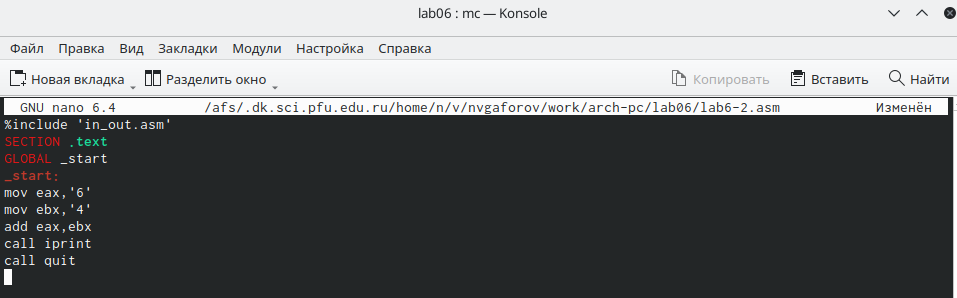 lab06 : mc — Konsole
Файл Правка Вид Закладки Модули Настройка Справка
Новая вкладка Разделить окно Копировать Вставить Найти
GNU nano 6.4 /afs/.dk.sci.pfu.edu.ru/home/n/v/nvgaforov/work/arch-pc/lab06/lab6-2.asm Изменён
%include 'in_out.asm'
SECTION .text
GLOBAL _start
_start:
mov eax,'6'
mov ebx,'4'
add eax,ebx
call iprint
call quit